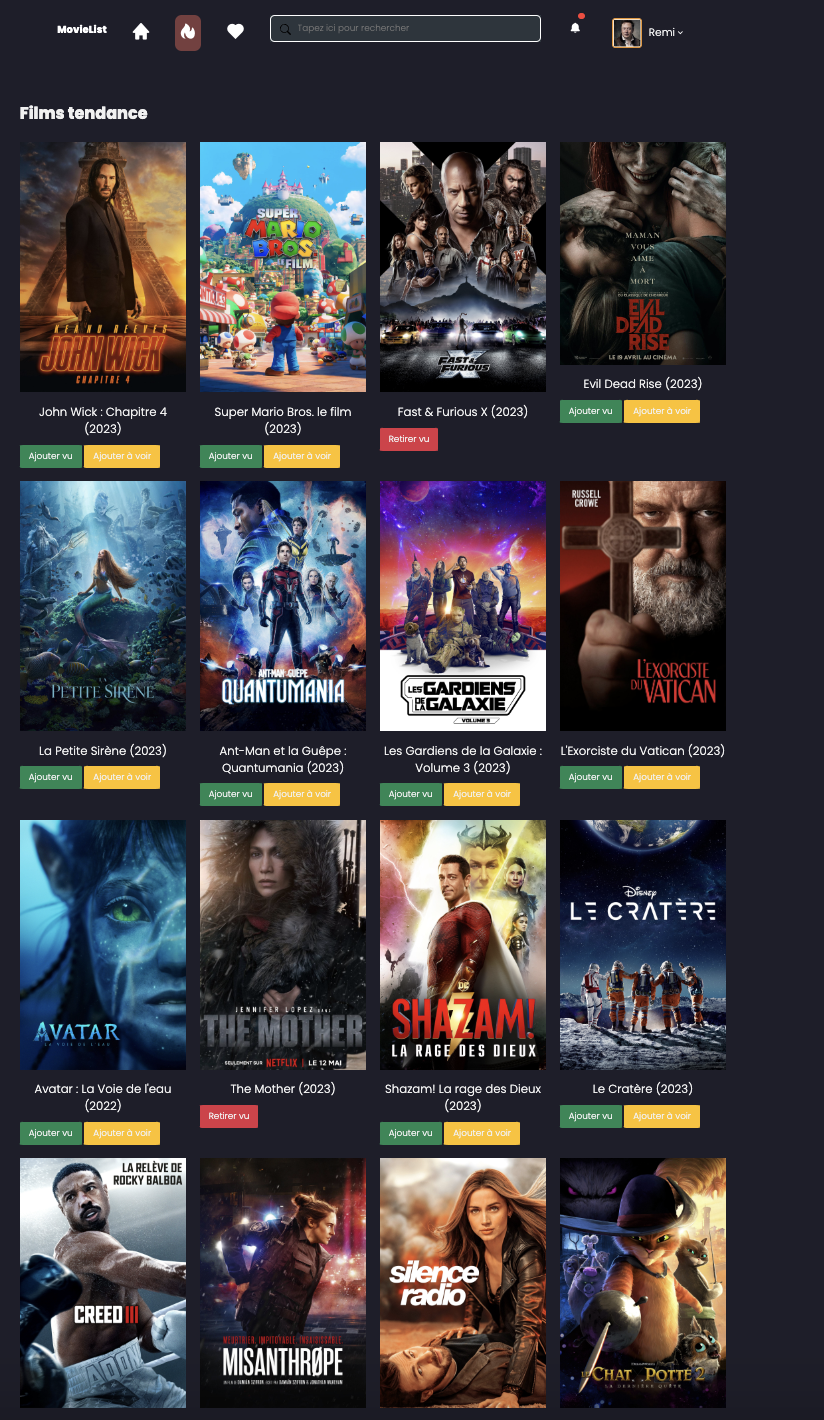 MovieList
Tapez ici pour rechercher
Remi
Films tendance
KEANU REEVES
JOHN WICK
CHAPITRE 4
SUPER
MARIO
BROS.
LE FILM
FAST & FURIOUS
X
MAMAN
VOUS
AIME
À
MORT
EVIL
DEAD
RISE
LE 19 AVRIL AU CINÉMA
John Wick : Chapitre 4
(2023)
Super Mario Bros. le film
(2023)
Fast & Furious X (2023)
Evil Dead Rise (2023)
Ajouter vu
Ajouter à voir
Ajouter vu
Ajouter à voir
Retirer vu
Ajouter vu
Ajouter à voir
LA
PETITE SIRÈNE
ANT-MAN ET LA GUÊPE
QUANTUMANIA
LES
GARDIENS
DE LA
GALAXIE
VOLUME 3
RUSSELL
CROWE
L'EXORCISTE
DU VATICAN
La Petite Sirène (2023)
Ant-Man et la Guêpe :
Quantumania (2023)
Les Gardiens de la Galaxie :
Volume 3 (2023)
L'Exorciste du Vatican (2023)
Ajouter vu
Ajouter à voir
Ajouter vu
Ajouter à voir
Ajouter vu
Ajouter à voir
Ajouter vu
Ajouter à voir
AVATAR
LA VOIE DE L'EAU
JENNIFER LOPEZ DANS
THE MOTHER
SEULEMENT SUR NETFLIX | LE 12 MAI
DC
SHAZAM!
LA RAGE DES DIEUX
Disney
LE CRATÈRE
Avatar : La Voie de l'eau
(2022)
The Mother (2023)
Shazam! La rage des Dieux
(2023)
Le Cratère (2023)
Ajouter vu
Ajouter à voir
Retirer vu
Ajouter vu
Ajouter à voir
Ajouter vu
Ajouter à voir
LA RELÈVE DE
ROCKY BALBOA
CREED III
MEURTRIER, IMPITOYABLE, INSAISISSABLE
MISANTHRØPE
silence
radio
LE CHAT POTTÉ 2
LA DERNIÈRE QUÊTE